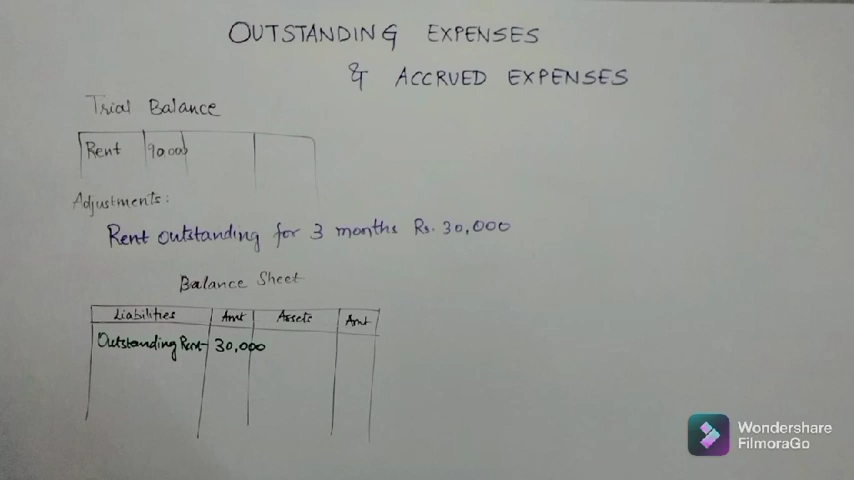 OUTSTANDING EXPENSES
& ACCRUED EXPENSES
Trial Balance
Rent 90,000
Adjustments:
Rent outstanding for 3 months Rs. 30,000
Balance Sheet
Liabilities Amt Assets Amt
Outstanding Rent 30,000
Wondershare
FilmoraGo